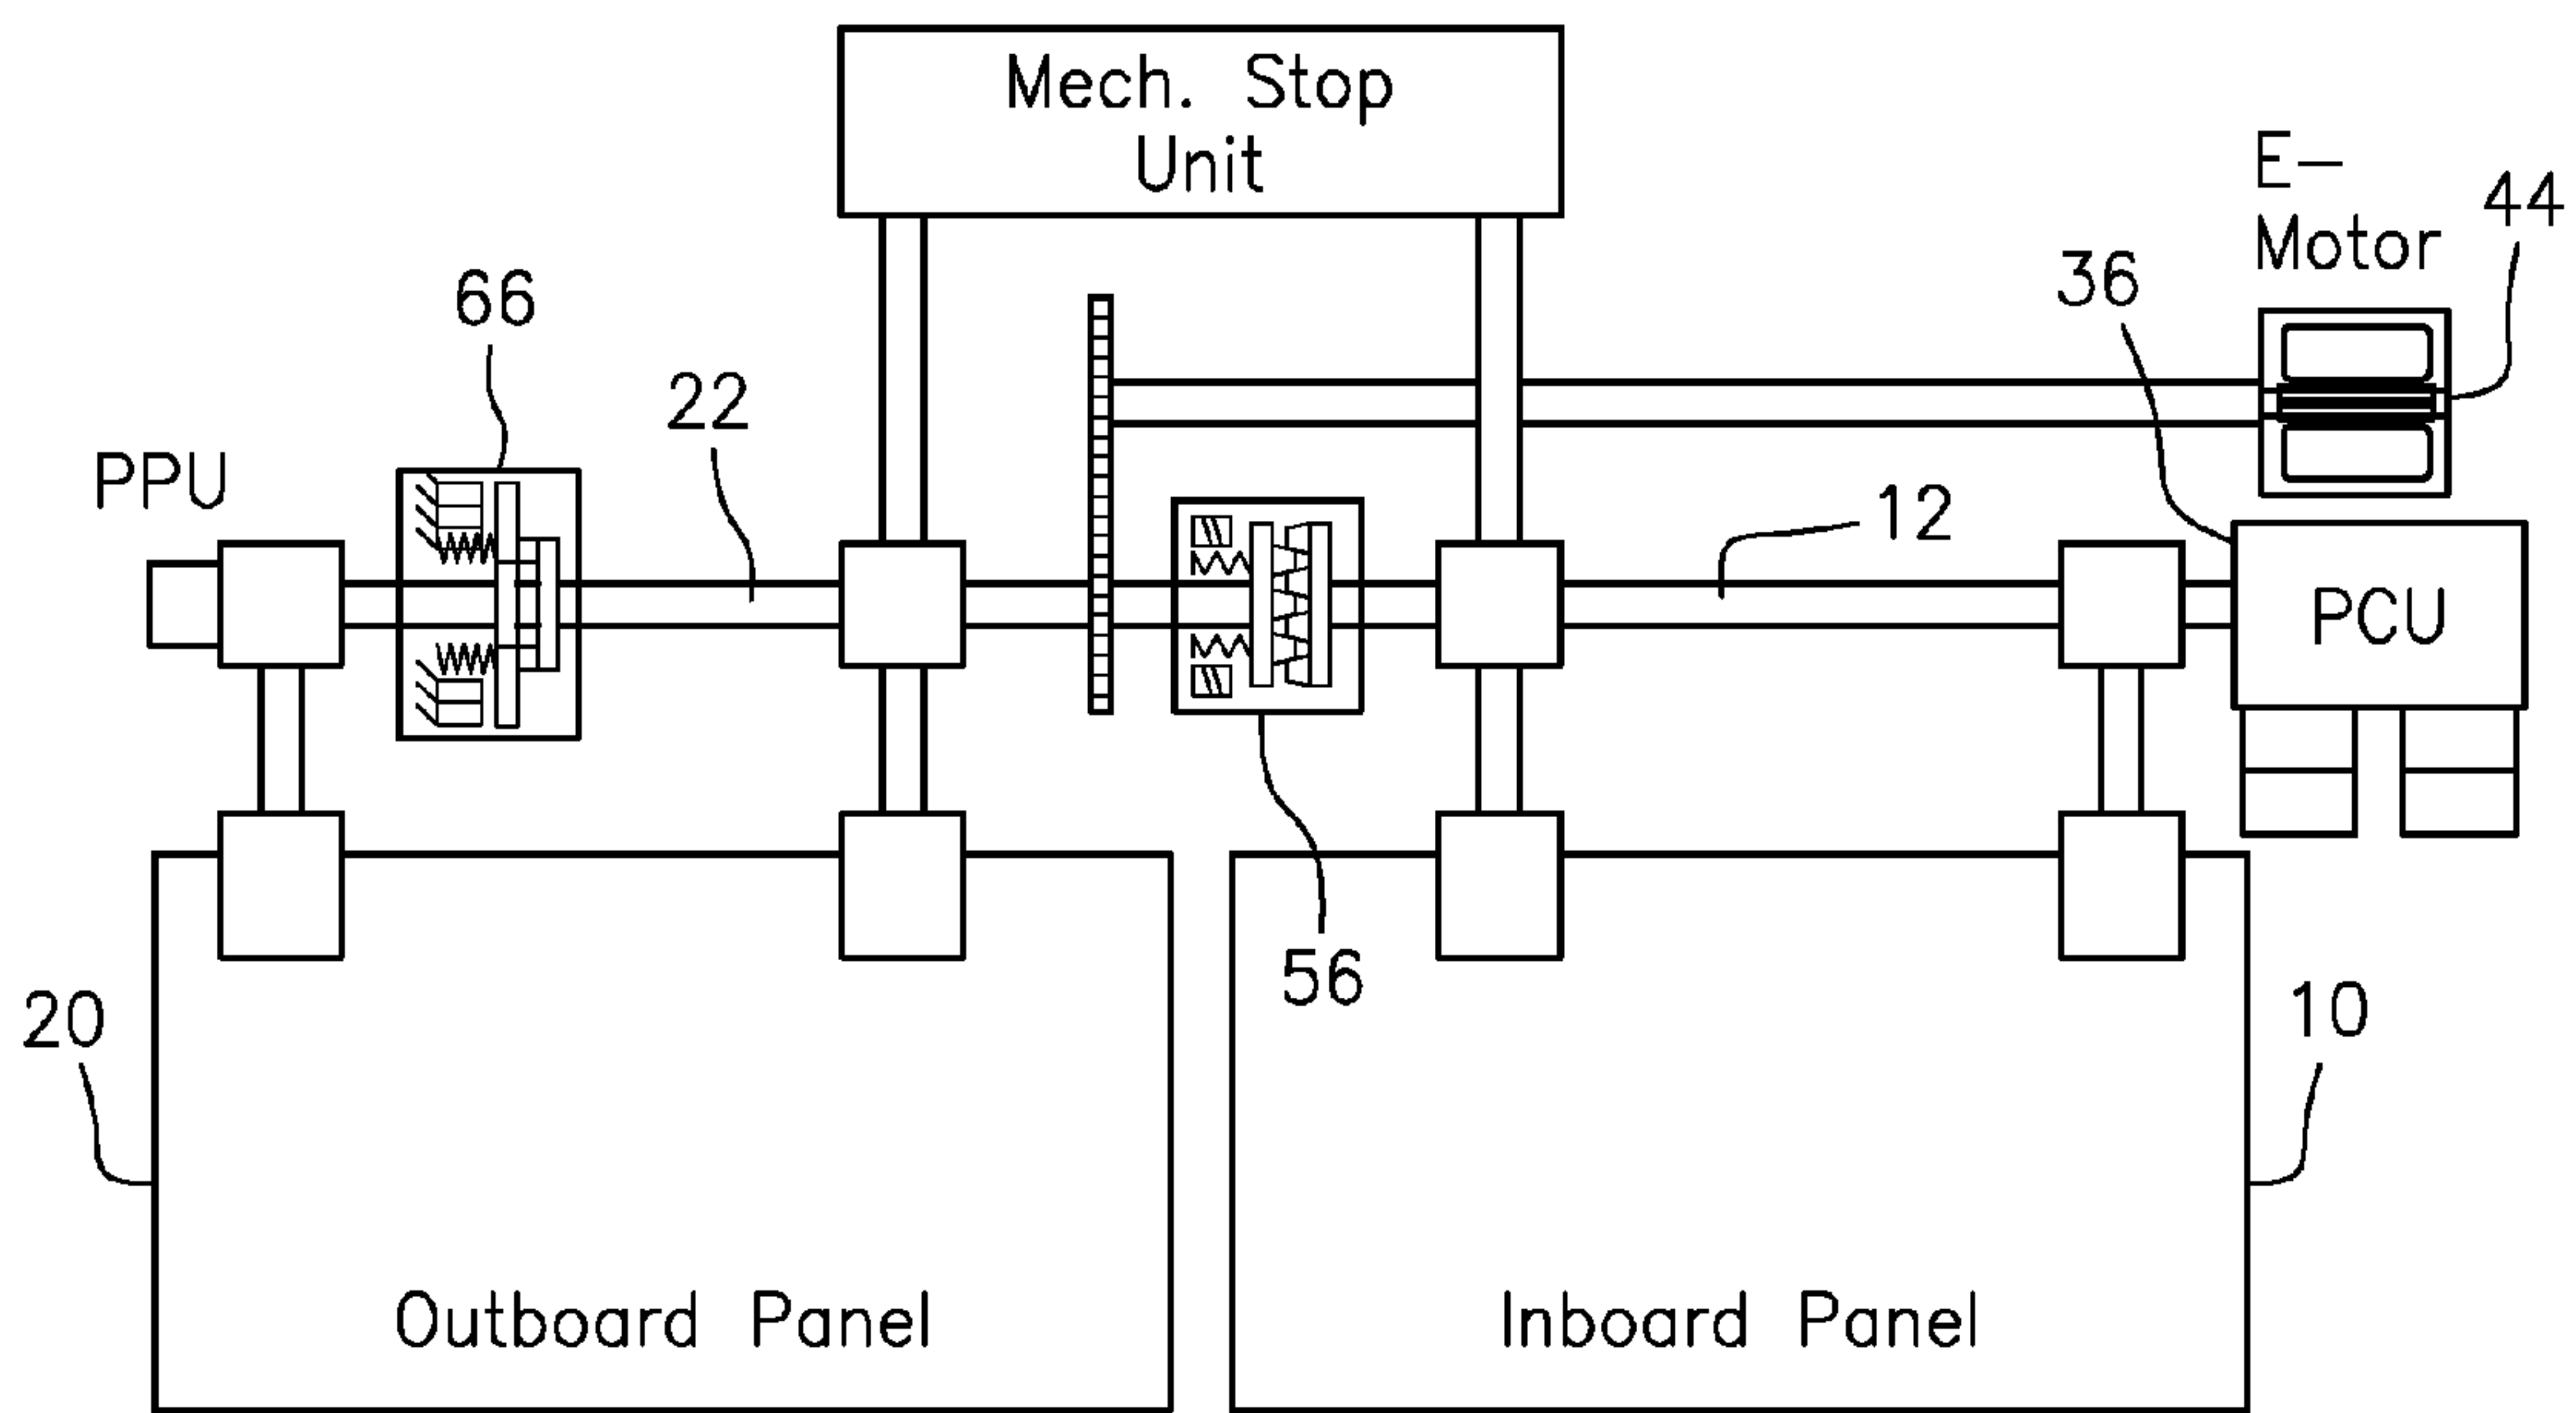 Mech. Stop
Unit
E-
Motor
44
36
66
22
PPU
12
PCU
56
20
10
Outboard Panel
Inboard Panel